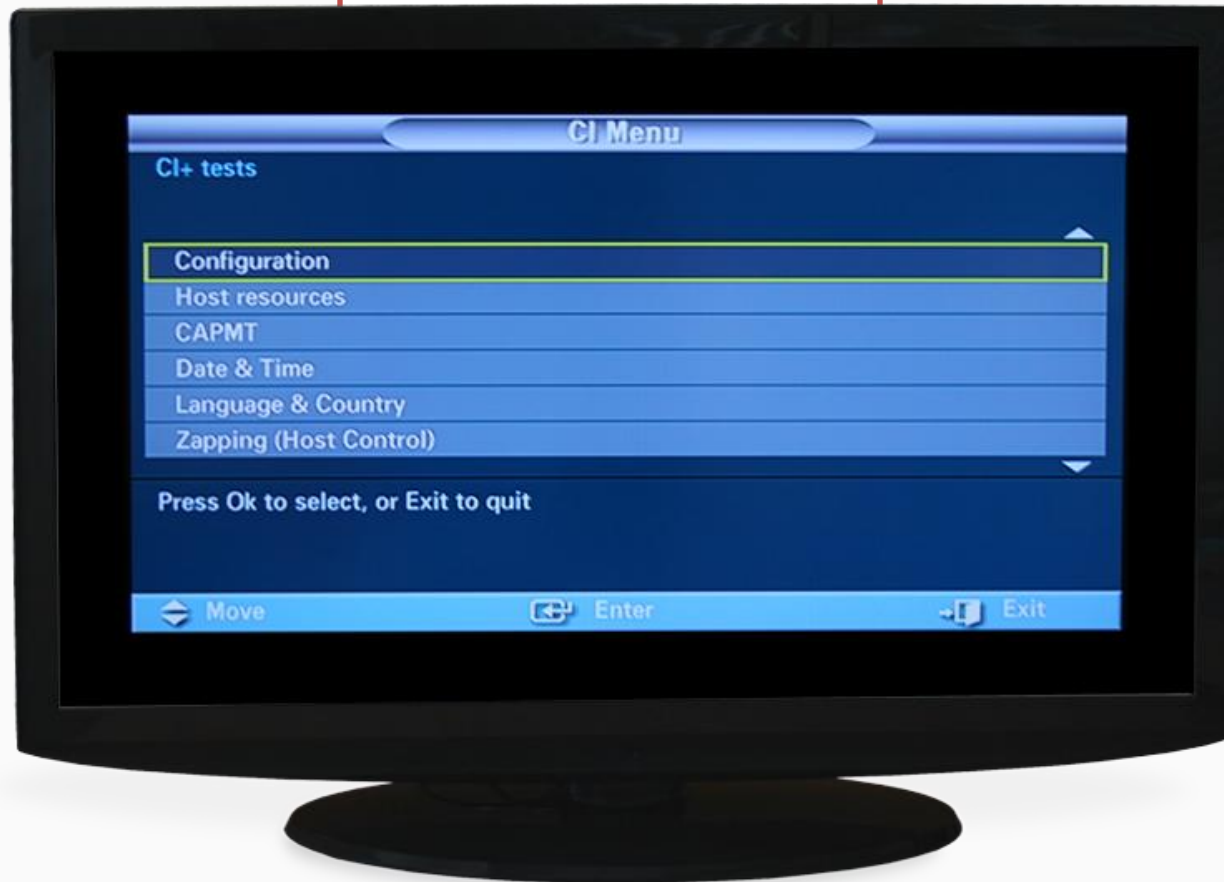 CI Menu
CI+ tests
Configuration
Host resources
CAPMT
Date & Time
Language & Country
Zapping (Host Control)
Press Ok to select, or Exit to quit
Move Enter Exit